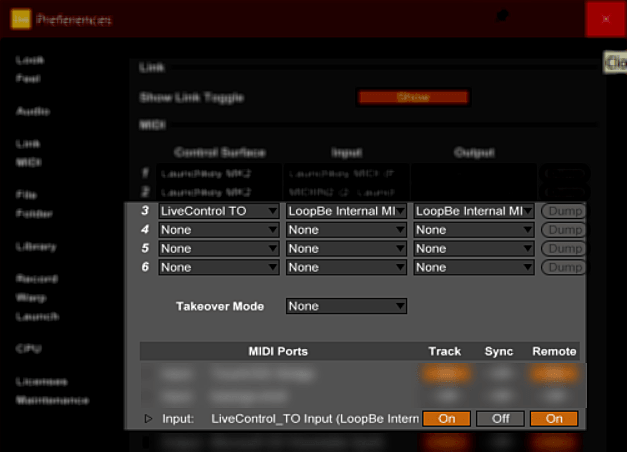 Preferences
Look
Feel
Link
Audio
Show Link Toggle
Show
MIDI
Link
Control Surface Input Output
MIDI
1 Launchkey MK2
2 Launchkey MK2
File
Folder
3 LiveControl TO LoopBe Internal MI LoopBe Internal MI Dump
4 None None None Dump
Library
5 None None None Dump
6 None None None Dump
Record
Warp
Launch
Takeover Mode None
CPU
MIDI Ports Track Sync Remote
Licenses
Maintenance
Input: LiveControl_TO Input (LoopBe Intern On Off On